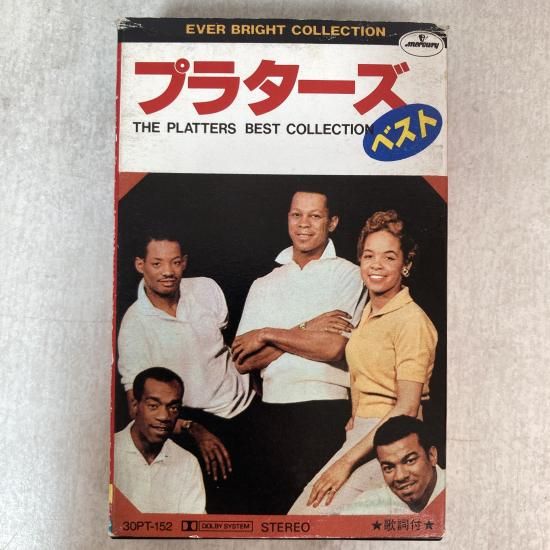 EVER BRIGHT COLLECTION
mercury
プラターズ
THE PLATTERS BEST COLLECTION
ベスト
30PT-152 DOLBY SYSTEM STEREO ★歌詞付★